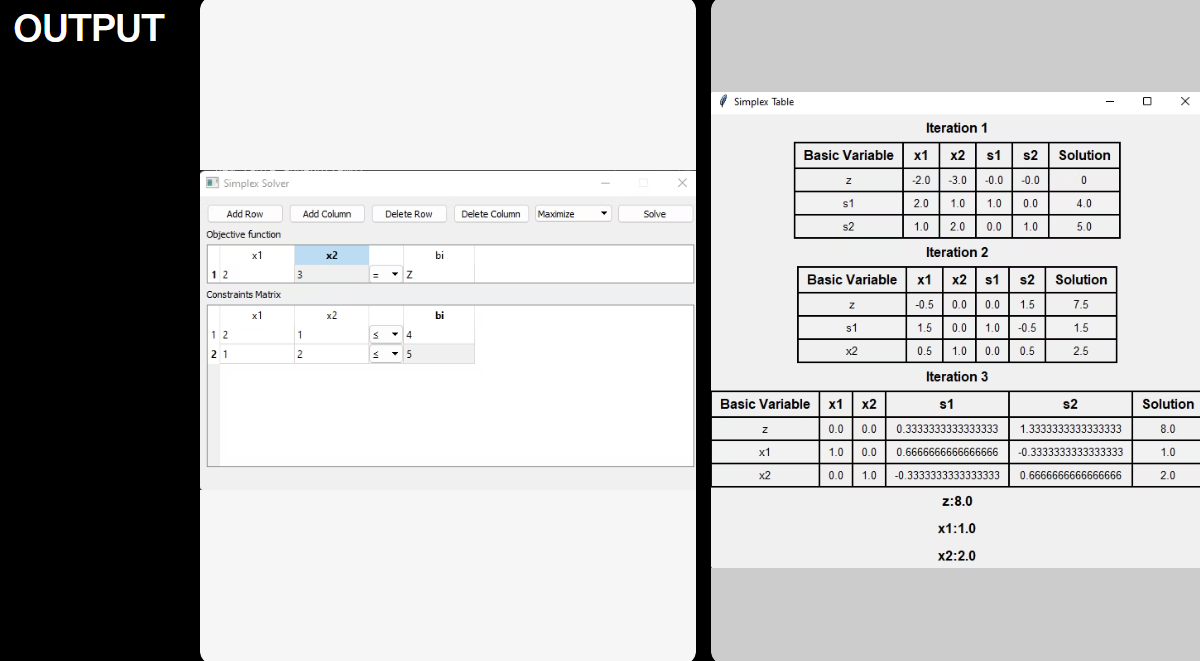 OUTPUT
Simplex Solver
Add Row Add Column Delete Row Delete Column Maximize Solve
Objective function
x1 x2 bi
1 2 3 = Z
Constraints Matrix
x1 x2 bi
1 2 1 ≤ 4
2 1 2 ≤ 5
Simplex Table
Iteration 1
Basic Variable x1 x2 s1 s2 Solution
z -2.0 -3.0 -0.0 -0.0 0
s1 2.0 1.0 1.0 0.0 4.0
s2 1.0 2.0 0.0 1.0 5.0
Iteration 2
Basic Variable x1 x2 s1 s2 Solution
z -0.5 0.0 0.0 1.5 7.5
s1 1.5 0.0 1.0 -0.5 1.5
x2 0.5 1.0 0.0 0.5 2.5
Iteration 3
Basic Variable x1 x2 s1 s2 Solution
z 0.0 0.0 0.3333333333333333 1.3333333333333333 8.0
x1 1.0 0.0 0.6666666666666666 -0.3333333333333333 1.0
x2 0.0 1.0 -0.3333333333333333 0.6666666666666666 2.0
z:8.0
x1:1.0
x2:2.0